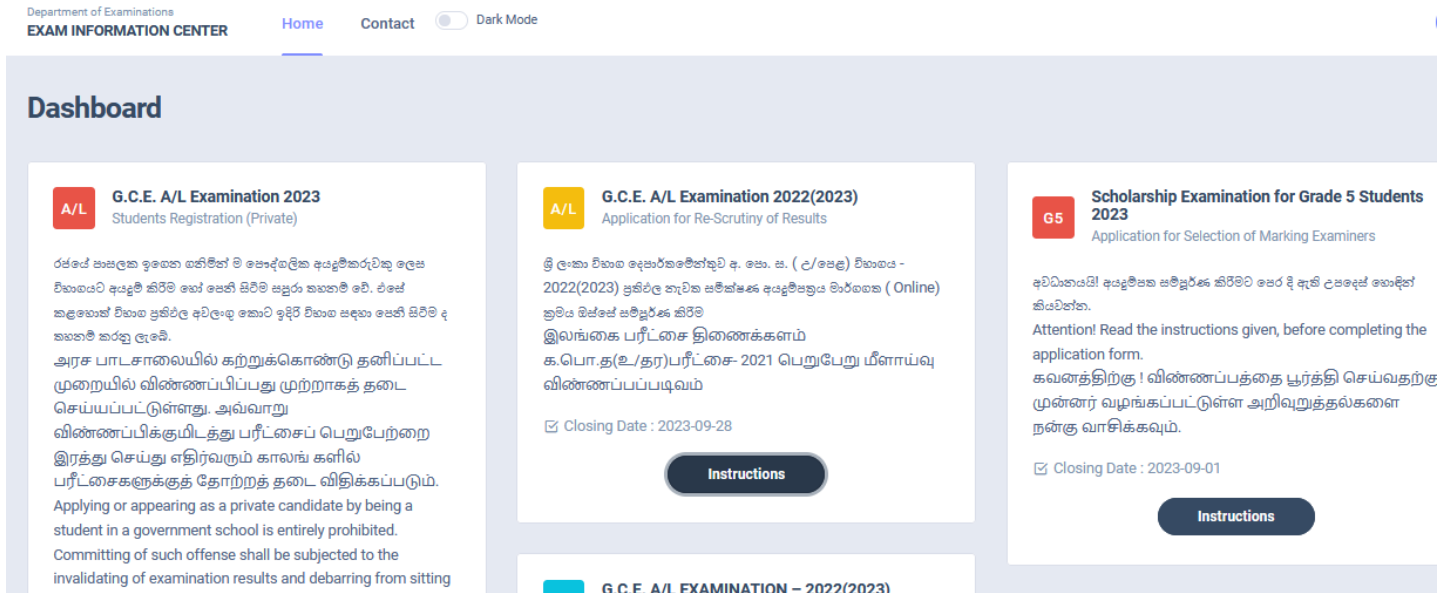 Department of Examinations
EXAM INFORMATION CENTER
Home
Contact
Dark Mode
Dashboard
A/L
G.C.E. A/L Examination 2023
Students Registration (Private)
රජයේ පාසලක ඉගෙන ගනිමින් ම පෞද්ගලික අයදුම්කරුවකු ලෙස
විභාගයට අයදුම් කිරීම හෝ පෙනී සිටීම සපුරා තහනම් වේ. එසේ
කළහොත් විභාග ප්‍රතිඵල අවලංගු කොට ඉදිරි විභාග සඳහා පෙනී සිටීම ද
තහනම් කරනු ලැබේ.
அரச பாடசாலையில் கற்றுக்கொண்டு தனிப்பட்ட
முறையில் விண்ணப்பிப்பது முற்றாகத் தடை
செய்யப்பட்டுள்ளது. அவ்வாறு
விண்ணப்பிக்குமிடத்து பரீட்சைப் பெறுபேற்றை
இரத்து செய்து எதிர்வரும் காலங் களில்
பரீட்சைகளுக்குத் தோற்றத் தடை விதிக்கப்படும்.
Applying or appearing as a private candidate by being a
student in a government school is entirely prohibited.
Committing of such offense shall be subjected to the
invalidating of examination results and debarring from sitting
A/L
G.C.E. A/L Examination 2022(2023)
Application for Re-Scrutiny of Results
ශ්‍රී ලංකා විභාග දෙපාර්තමේන්තුව අ. පො. ස. ( උ/පෙළ) විභාගය -
2022(2023) ප්‍රතිඵල නැවත සමීක්ෂණ අයදුම්පත්‍රය මාර්ගගත ( Online)
ක්‍රමය ඔස්සේ සම්පූර්ණ කිරීම
இலங்கை பரீட்சை திணைக்களம்
க.பொ.த(உ/தர)பரீட்சை- 2021 பெறுபேறு மீளாய்வு
விண்ணப்பப்படிவம்
Closing Date : 2023-09-28
Instructions
G.C.E. A/L EXAMINATION – 2022(2023)
G5
Scholarship Examination for Grade 5 Students
2023
Application for Selection of Marking Examiners
අවධානයයි! අයදුම්පත සම්පූර්ණ කිරීමට පෙර දී ඇති උපදෙස් හොඳින්
කියවන්න.
Attention! Read the instructions given, before completing the
application form.
கவனத்திற்கு ! விண்ணப்பத்தை பூர்த்தி செய்வதற்கு
முன்னர் வழங்கப்பட்டுள்ள அறிவுறுத்தல்களை
நன்கு வாசிக்கவும்.
Closing Date : 2023-09-01
Instructions